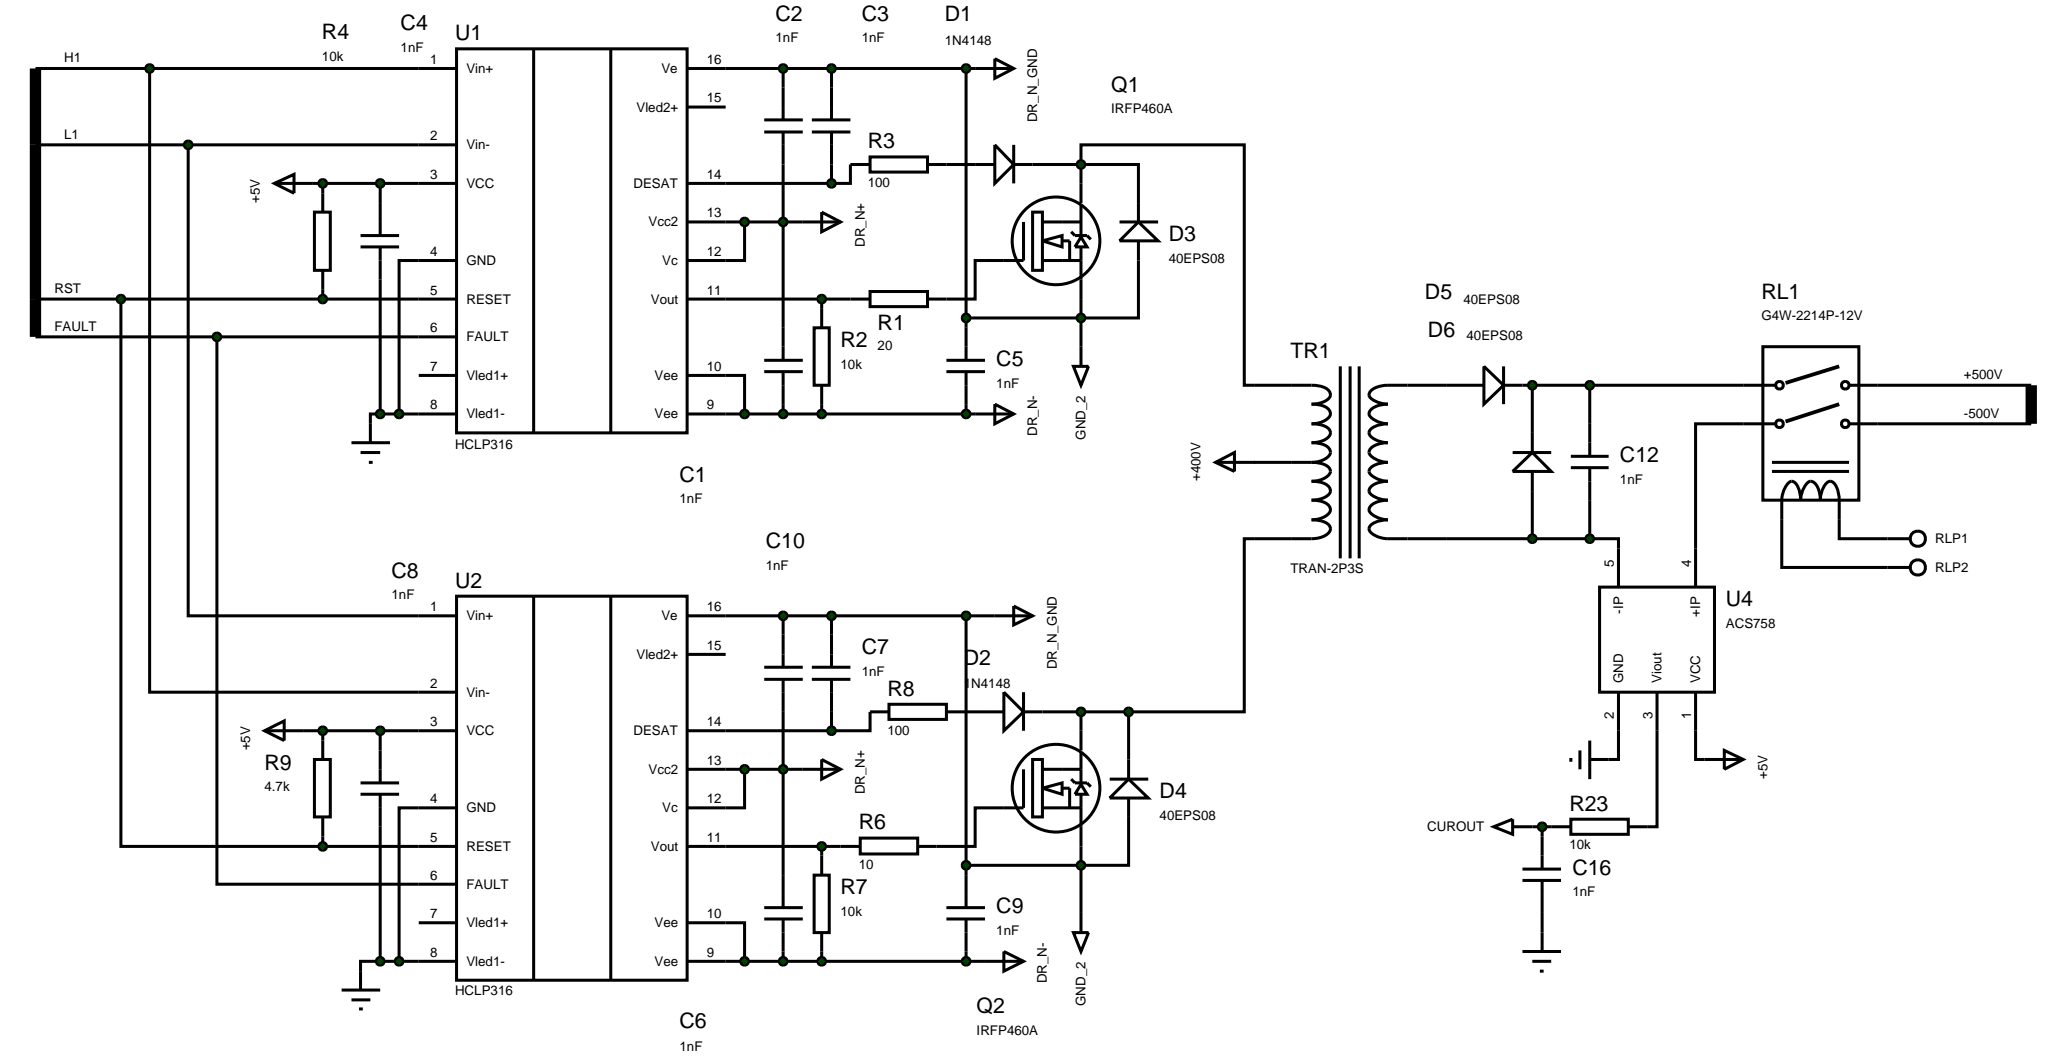 R4
10k
C4
1nF
U1
C2
1nF
C3
1nF
D1
1N4148
H1
1
Vin+
Ve
16
DR_N_GND
Vled2+
15
L1
2
Vin-
R3
100
Q1
IRFP460A
+5V
3
VCC
DESAT
14
Vcc2
13
DR_N+
4
GND
Vc
12
D3
40EPS08
RST
5
RESET
Vout
11
R1
20
FAULT
6
FAULT
R2
10k
7
Vled1+
Vee
10
C5
1nF
8
Vled1-
Vee
9
DR_N-
GND_2
HCLP316
C1
1nF
TR1
+400V
TRAN-2P3S
D5
40EPS08
D6
40EPS08
C12
1nF
RL1
G4W-2214P-12V
+500V
-500V
RLP1
RLP2
5
4
-IP
+IP
U4
ACS758
GND
Viout
VCC
2
3
1
+5V
CUROUT
R23
10k
C16
1nF
C8
1nF
U2
C10
1nF
1
Vin+
Ve
16
DR_N_GND
Vled2+
15
C7
1nF
D2
1N4148
2
Vin-
R8
100
+5V
3
VCC
DESAT
14
R9
4.7k
Vcc2
13
DR_N+
4
GND
Vc
12
D4
40EPS08
5
RESET
Vout
11
R6
10
6
FAULT
R7
10k
7
Vled1+
Vee
10
C9
1nF
8
Vled1-
Vee
9
DR_N-
GND_2
HCLP316
Q2
IRFP460A
C6
1nF